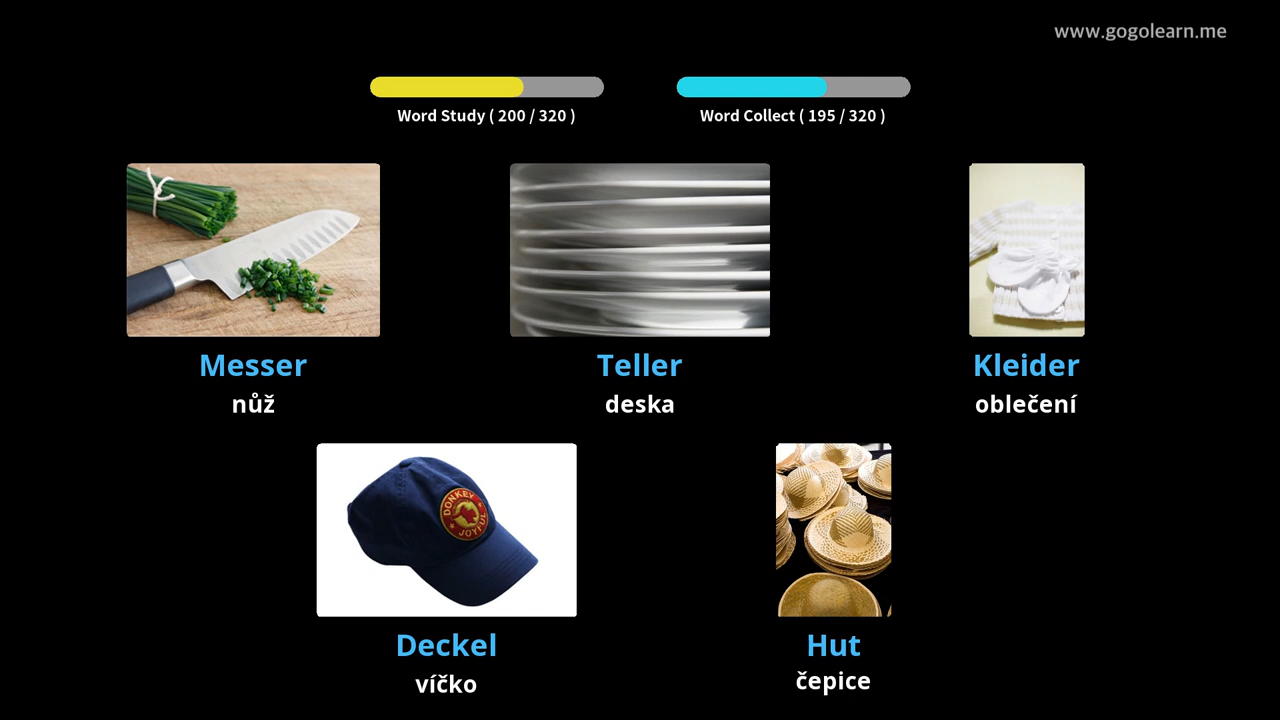 www.gogolearn.me
Word Study ( 200 / 320 )
Word Collect ( 195 / 320 )
Messer
nůž
Teller
deska
Kleider
oblečení
DONKEY
JOYFUL
Deckel
víčko
Hut
čepice